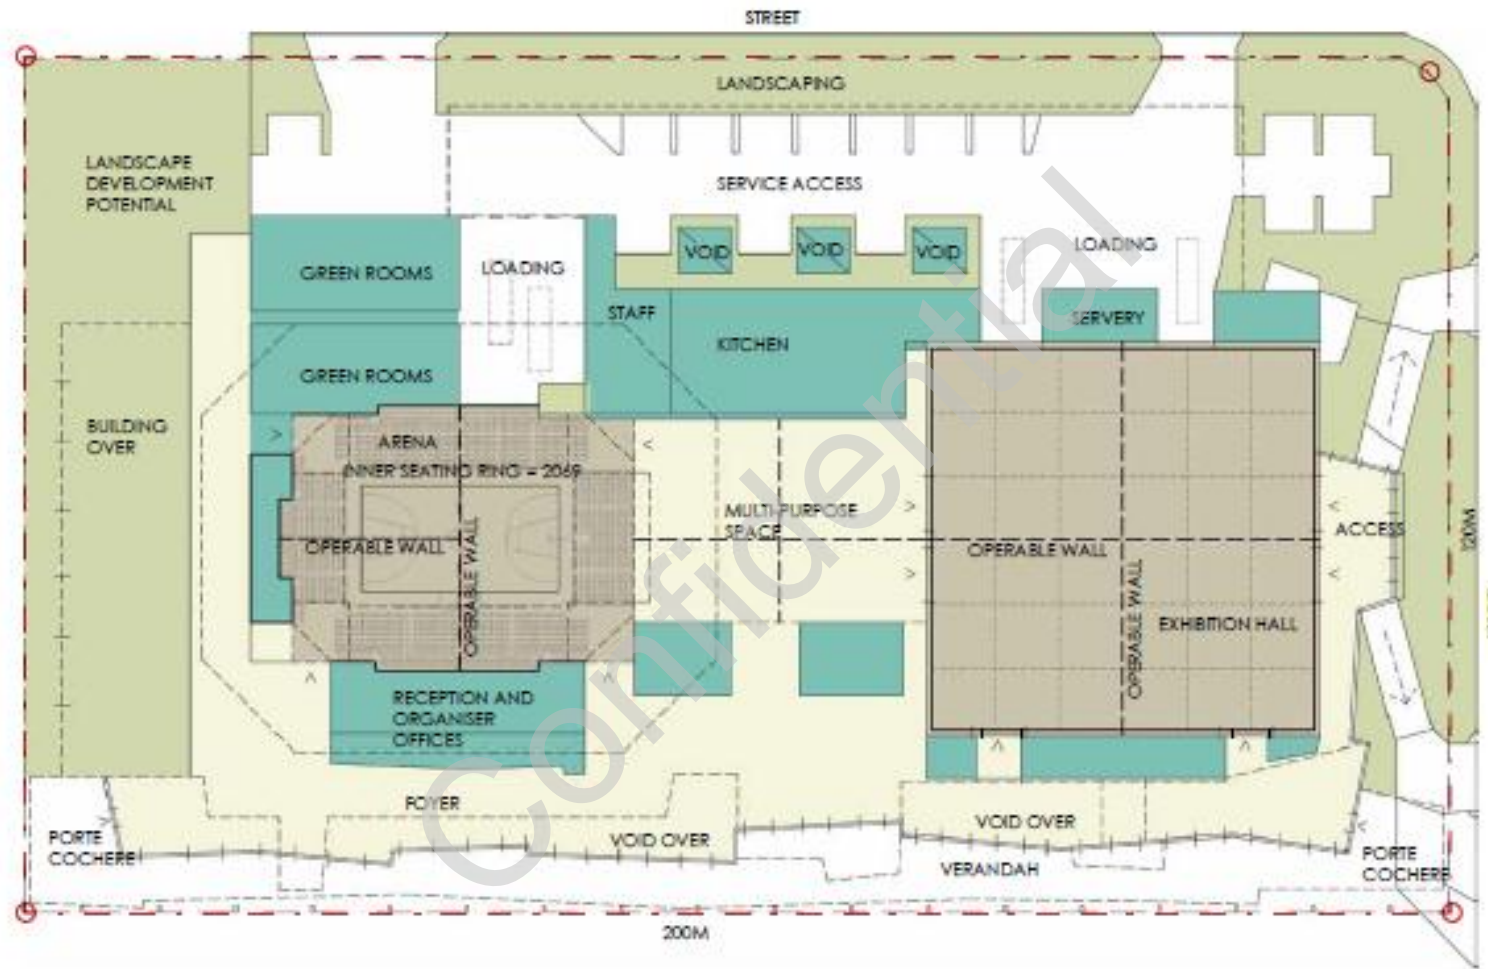 STREET
LANDSCAPING
LANDSCAPE
DEVELOPMENT
POTENTIAL
SERVICE ACCESS
VOID
VOID
VOID
LOADING
GREEN ROOMS
LOADING
STAFF
SERVERY
KITCHEN
GREEN ROOMS
BUILDING
OVER
ARENA
INNER SEATING RING = 2069
MULTI-PURPOSE
SPACE
ACCESS
120M
OPERABLE WALL
OPERABLE WALL
OPERABLE WALL
OPERABLE WALL
EXHIBITION HALL
RECEPTION AND
ORGANISER
OFFICES
FOYER
VOID OVER
VOID OVER
PORTE
COCHERE
VERANDAH
PORTE
COCHERE
200M
Confidential